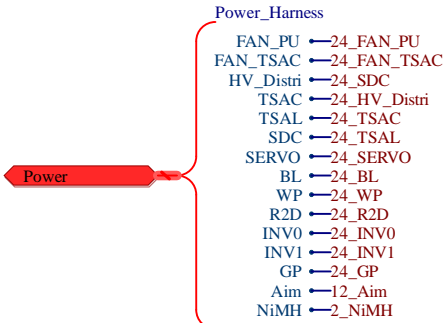 Power_Harness
FAN_PU 24_FAN_PU
FAN_TSAC 24_FAN_TSAC
HV_Distri 24_SDC
TSAC 24_HV_Distri
TSAL 24_TSAC
SDC 24_TSAL
SERVO 24_SERVO
BL 24_BL
Power WP 24_WP
R2D 24_R2D
INV0 24_INV0
INV1 24_INV1
GP 24_GP
Aim 12_Aim
NiMH 2_NiMH